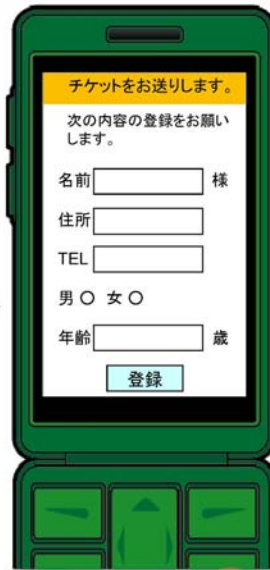 チケットをお送りします。
次の内容の登録をお願い
します。
名前 様
住所
TEL
男○ 女○
年齢 歳
登録